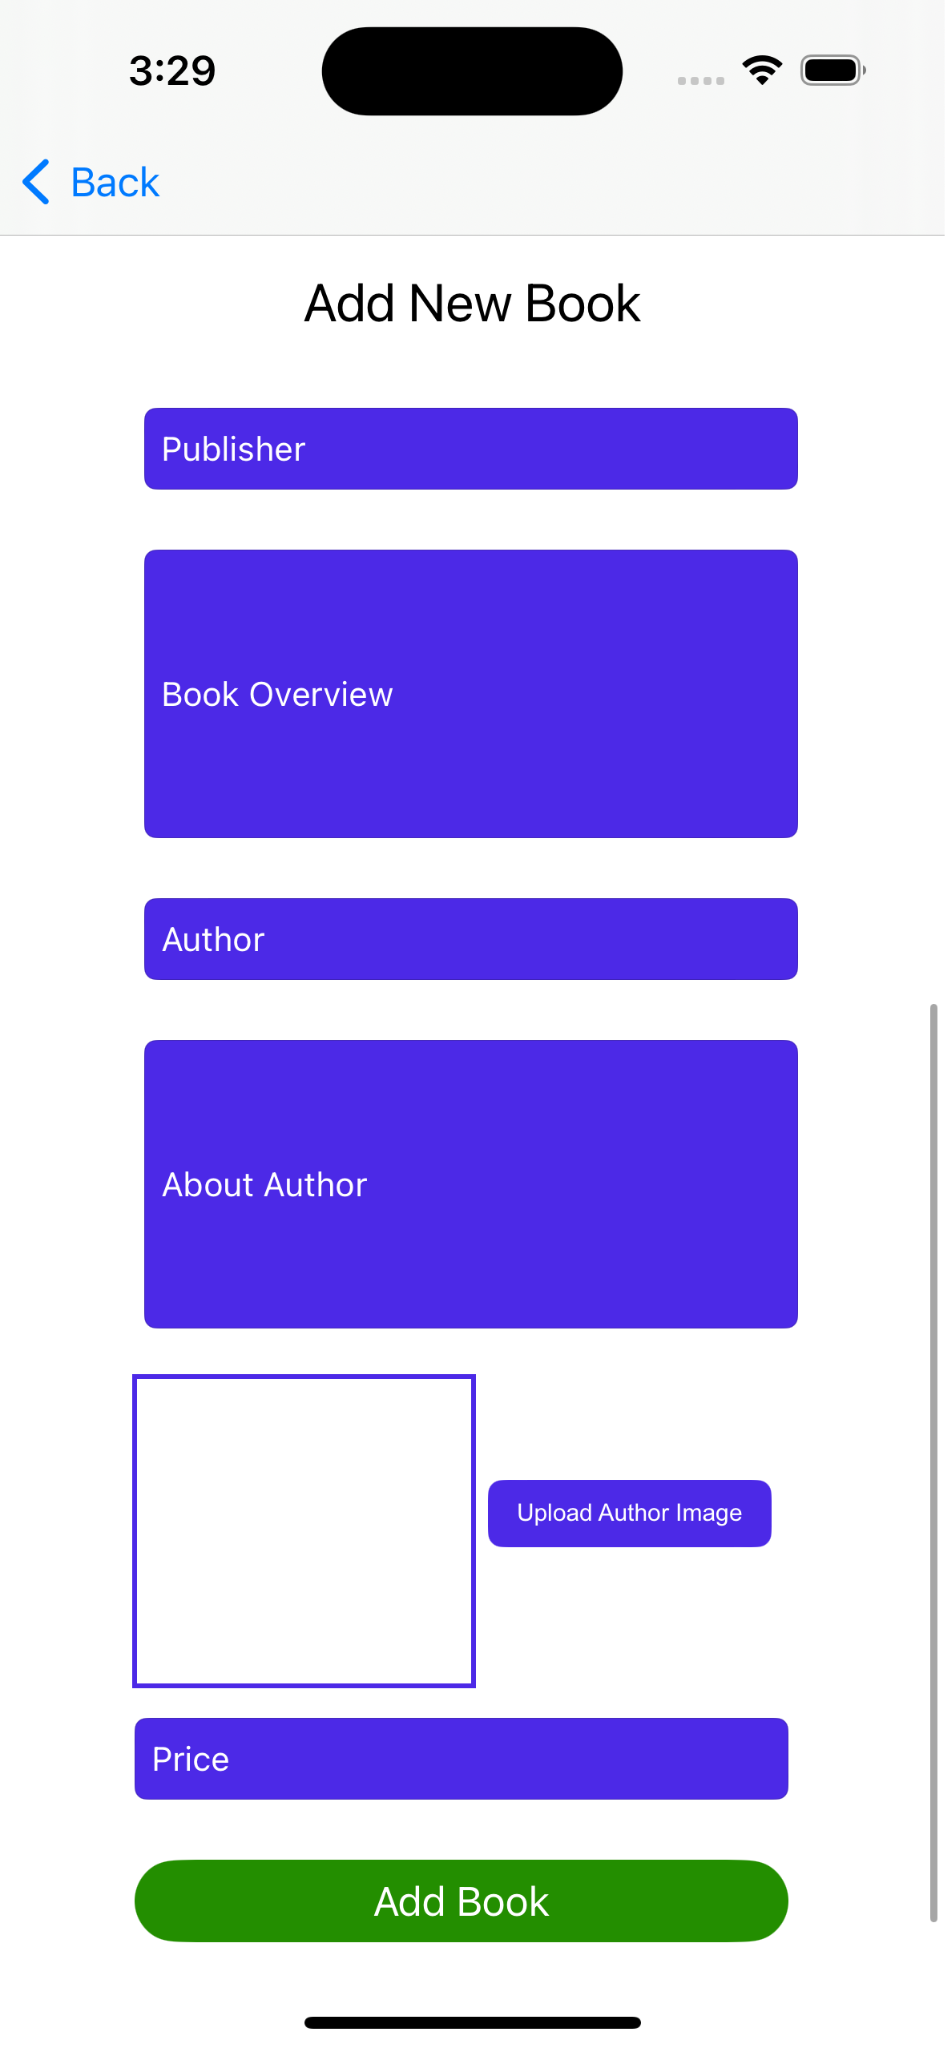 3:29
Back
Add New Book
Publisher
Book Overview
Author
About Author
Upload Author Image
Price
Add Book